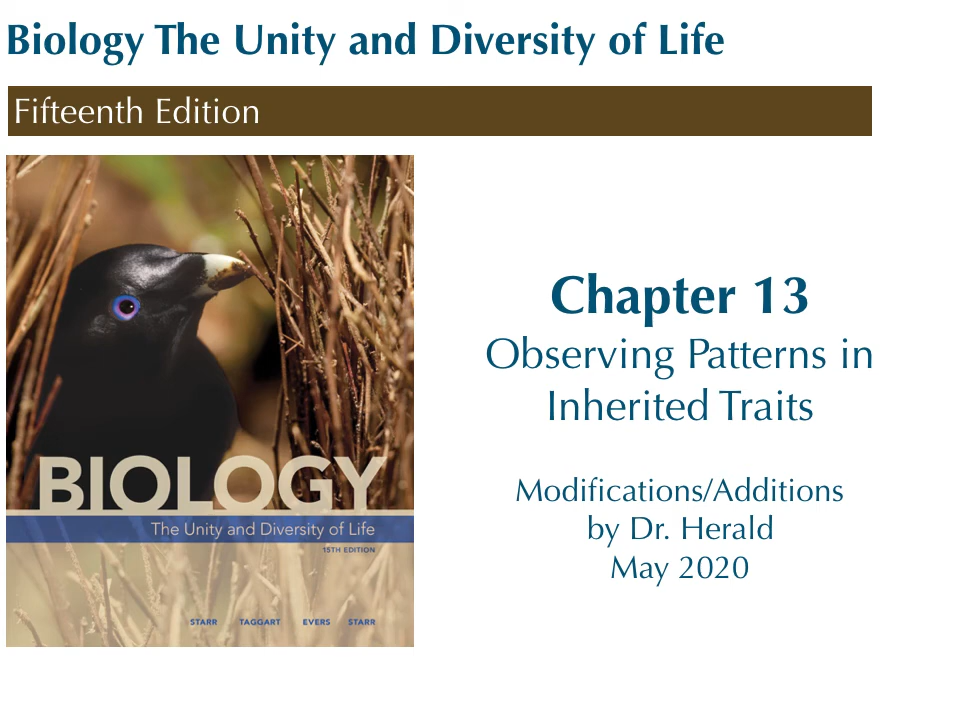 Biology The Unity and Diversity of Life
Fifteenth Edition
BIOLOGY
The Unity and Diversity of Life
15TH EDITION
STARR TAGGART EVERS STARR
Chapter 13
Observing Patterns in
Inherited Traits
Modifications/Additions
by Dr. Herald
May 2020